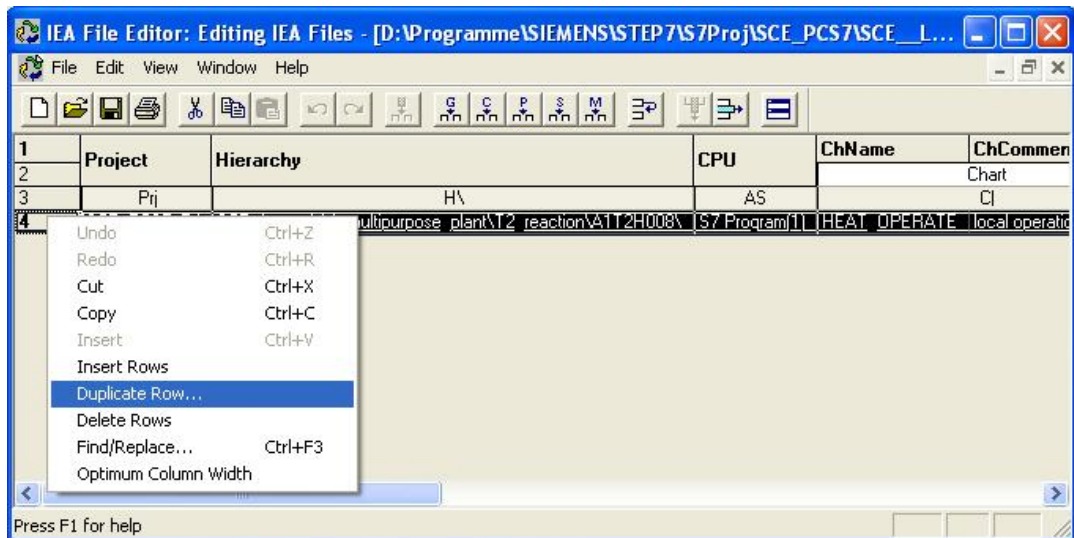 IEA File Editor: Editing IEA Files - [D:\Programme\SIEMENS\STEP7\S7Proj\SCE_PCS7\SCE__L...
File Edit View Window Help
G C P S M
1 Project Hierarchy CPU ChName ChCommen
2 Chart
3 Prj H\ AS C|
4 ultipurpose_plant\T2_reaction\A1T2H008\ S7 Program(1) HEAT_OPERATE local operatio
Undo Ctrl+Z
Redo Ctrl+R
Cut Ctrl+X
Copy Ctrl+C
Insert Ctrl+V
Insert Rows
Duplicate Row...
Delete Rows
Find/Replace... Ctrl+F3
Optimum Column Width
Press F1 for help